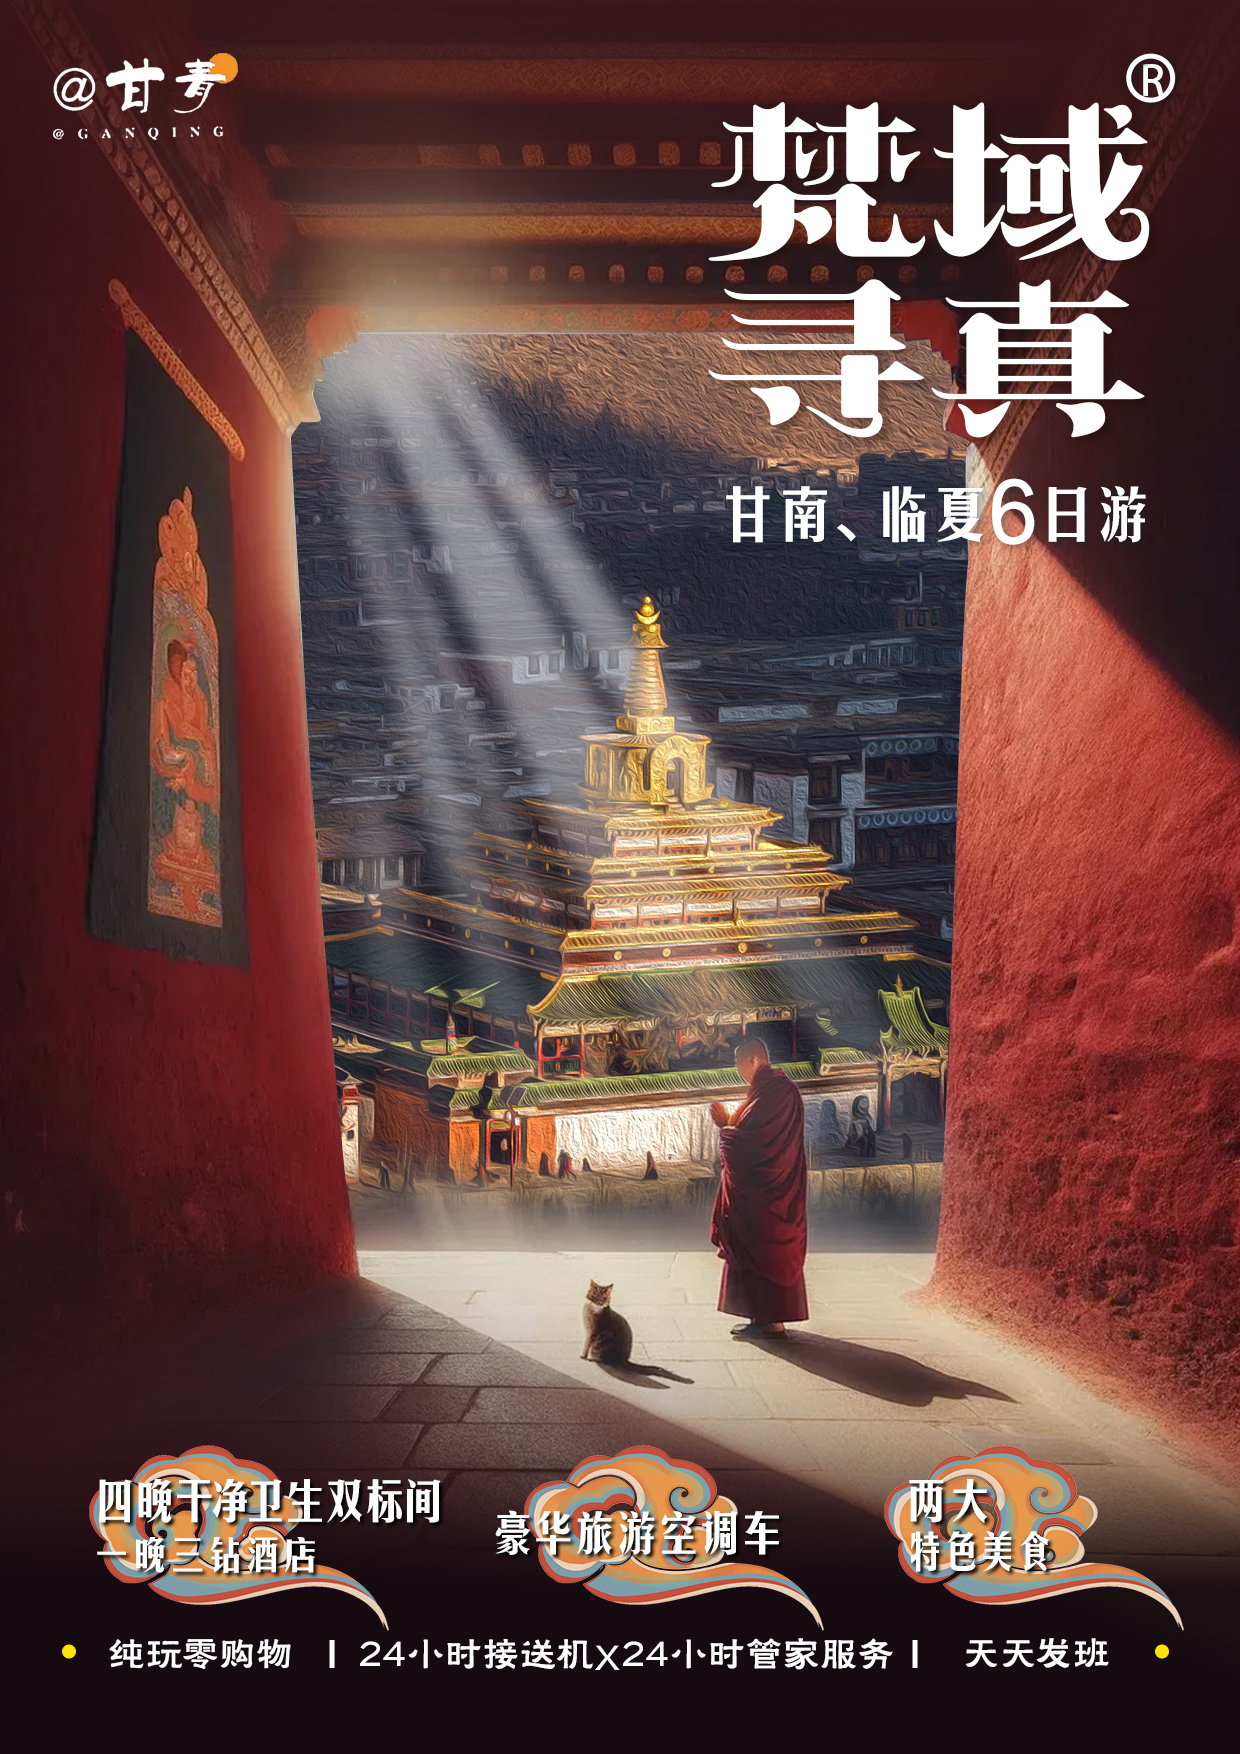 @甘青
@GANQING
梵域®
寻真
甘南、临夏6日游
四晚干净卫生双标间
一晚三钻酒店
豪华旅游空调车
两大
特色美食
纯玩零购物 | 24小时接送机X24小时管家服务 | 天天发班